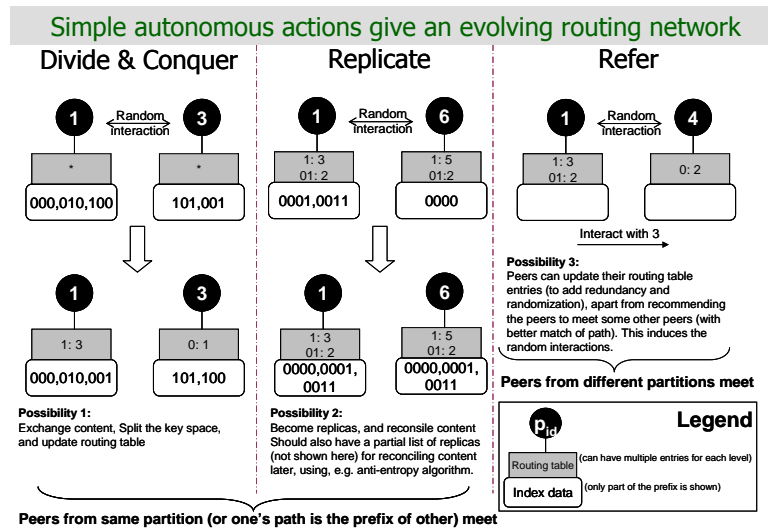 Simple autonomous actions give an evolving routing network
Divide & Conquer
1
Random
interaction
3
*
*
000,010,100
101,001
1
3
1: 3
0: 1
000,010,001
101,100
Possibility 1:
Exchange content, Split the key space,
and update routing table
Replicate
1
Random
interaction
6
1: 3
01: 2
1: 5
01:2
0001,0011
0000
1
6
1: 3
01: 2
1: 5
01: 2
0000,0001,
0011
0000,0001,
0011
Possibility 2:
Become replicas, and reconsile content
Should also have a partial list of replicas
(not shown here) for reconciling content
later, using, e.g. anti-entropy algorithm.
Peers from same partition (or one's path is the prefix of other) meet
Refer
1
Random
interaction
4
1: 3
01: 2
0: 2
Interact with 3
Possibility 3:
Peers can update their routing table
entries (to add redundancy and
randomization), apart from recommending
the peers to meet some other peers (with
better match of path). This induces the
random interactions.
Peers from different partitions meet
Legend
pid
Routing table
(can have multiple entries for each level)
Index data
(only part of the prefix is shown)